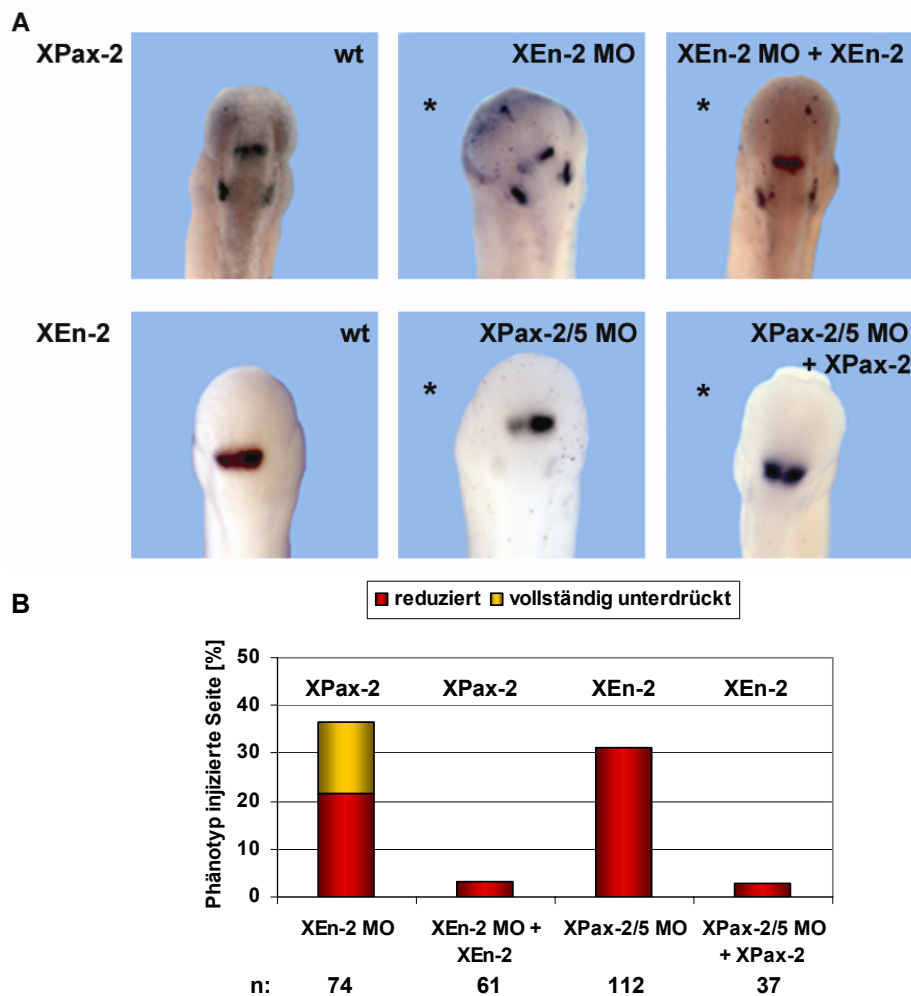 A
XPax-2
wt
XEn-2 MO
XEn-2 MO + XEn-2
*
*
XEn-2
wt
XPax-2/5 MO
XPax-2/5 MO
+ XPax-2
*
*
B
reduziert vollständig unterdrückt
Phänotyp injizierte Seite [%]
50
40
30
20
10
0
XPax-2 XPax-2 XEn-2 XEn-2
XEn-2 MO XEn-2 MO + XPax-2/5 MO XPax-2/5 MO
XEn-2 + XPax-2
n: 74 61 112 37